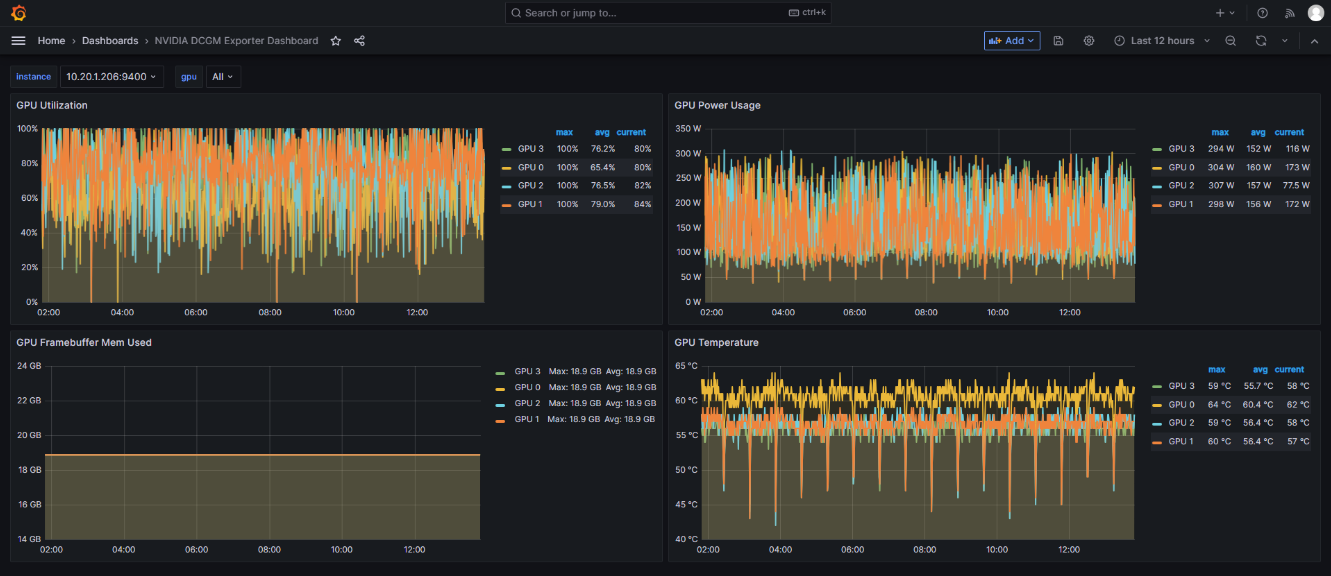 Search or jump to... ctrl+k
Home › Dashboards › NVIDIA DCGM Exporter Dashboard Add Last 12 hours
instance 10.20.1.206:9400 gpu All
GPU Utilization
100%
80%
60%
40%
20%
0%
02:00 04:00 06:00 08:00 10:00 12:00
max avg current
GPU 3 100% 76.2% 80%
GPU 0 100% 65.4% 80%
GPU 2 100% 76.5% 82%
GPU 1 100% 79.0% 84%
GPU Power Usage
350 W
300 W
250 W
200 W
150 W
100 W
50 W
0 W
02:00 04:00 06:00 08:00 10:00 12:00
max avg current
GPU 3 294 W 152 W 116 W
GPU 0 304 W 160 W 173 W
GPU 2 307 W 157 W 77.5 W
GPU 1 298 W 156 W 172 W
GPU Framebuffer Mem Used
24 GB
22 GB
20 GB
18 GB
16 GB
14 GB
02:00 04:00 06:00 08:00 10:00 12:00
GPU 3 Max: 18.9 GB Avg: 18.9 GB
GPU 0 Max: 18.9 GB Avg: 18.9 GB
GPU 2 Max: 18.9 GB Avg: 18.9 GB
GPU 1 Max: 18.9 GB Avg: 18.9 GB
GPU Temperature
65 °C
60 °C
55 °C
50 °C
45 °C
40 °C
02:00 04:00 06:00 08:00 10:00 12:00
max avg current
GPU 3 59 °C 55.7 °C 58 °C
GPU 0 64 °C 60.4 °C 62 °C
GPU 2 59 °C 56.4 °C 58 °C
GPU 1 60 °C 56.4 °C 57 °C